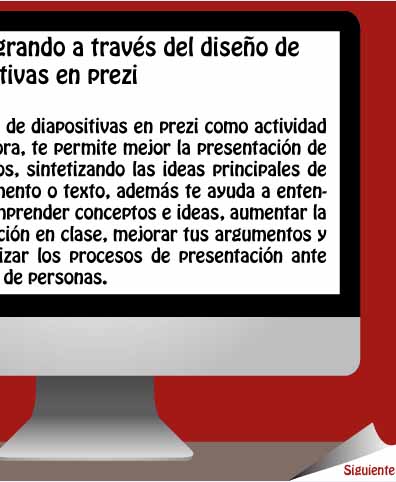 grando a través del diseño de
tivas en prezi
de diapositivas en prezi como actividad
ora, te permite mejor la presentación de
os, sintetizando las ideas principales de
mento o texto, además te ayuda a enten-
mprender conceptos e ideas, aumentar la
ción en clase, mejorar tus argumentos y
izar los procesos de presentación ante
de personas.
Siguiente